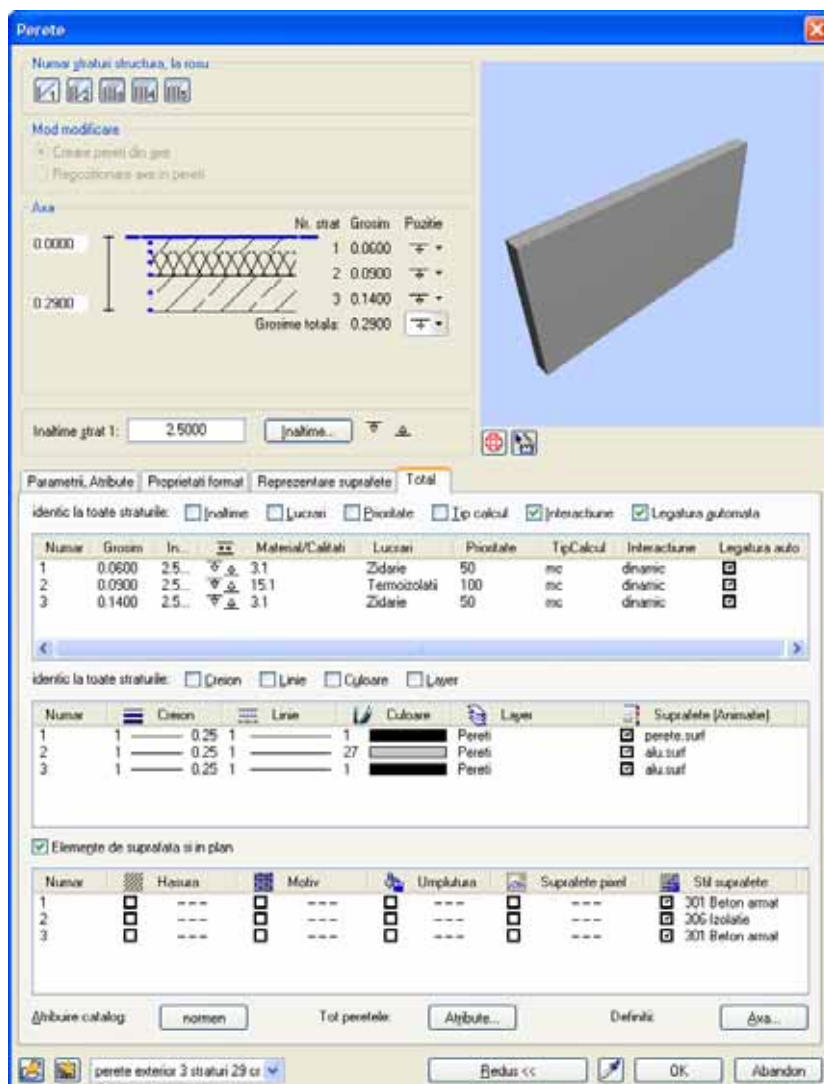 Perete
Numar straturi structura, la rosu
1 2 3 4 5
Mod modificare
Creare pereti din axe
Repozitionare axe in pereti
Axa
Nr. strat Grosim Pozitie
0.0000
1 0.0600
2 0.0900
0.2900
3 0.1400
Grosime totala: 0.2900
Inaltime strat 1: 2.5000 Inaltime...
Parametrii, Atribute Proprietati format Reprezentare suprafete Total
identic la toate straturile: Inaltime Lucrari Prioritate Tip calcul Interactiune Legatura automata
Numar Grosim In... Material/Calitati Lucrari Prioritate TipCalcul Interactiune Legatura auto
1 0.0600 2.5... 3.1 Zidarie 50 mc dinamic
2 0.0900 2.5... 15.1 Termoizolatii 100 mc dinamic
3 0.1400 2.5... 3.1 Zidarie 50 mc dinamic
identic la toate straturile: Creion Linie Culoare Layer
Numar Creion Linie Culoare Layer Suprafete (Animatie)
1 1 0.25 1 1 Pereti perete.surf
2 1 0.25 1 27 Pereti alu.surf
3 1 0.25 1 1 Pereti alu.surf
Elemente de suprafata si in plan
Numar Hasura Motiv Umplutura Suprafete pixel Stil suprafete
1 --- --- --- --- 301 Beton armat
2 --- --- --- --- 306 Izolatie
3 --- --- --- --- 301 Beton armat
Atribuire catalog: normen Tot peretele: Atribute... Definitii: Axa...
perete exterior 3 straturi 29 cr Redus << OK Abandon